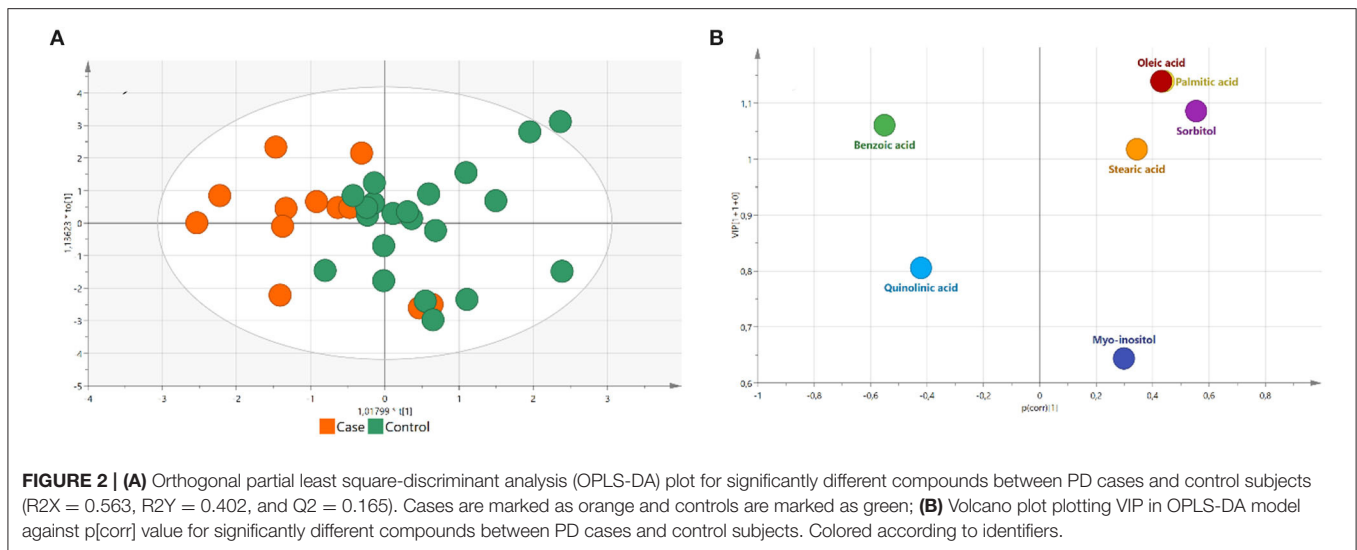 A
4
3
2
1
0
-1
-2
-3
-4
-5
1,13623 * to[1]
-4
-3
-2
-1
0
1
2
3
1,01799 * t[1]
Case Control
B
1,1
1
0,9
0,8
0,7
0,6
VIP[1+1+0]
Oleic acid
Palmitic acid
Sorbitol
Benzoic acid
Stearic acid
Quinolinic acid
Myo-inositol
-1
-0,8
-0,6
-0,4
-0,2
0
0,2
0,4
0,6
0,8
p(corr)[1]
FIGURE 2 | (A) Orthogonal partial least square-discriminant analysis (OPLS-DA) plot for significantly different compounds between PD cases and control subjects
(R2X = 0.563, R2Y = 0.402, and Q2 = 0.165). Cases are marked as orange and controls are marked as green; (B) Volcano plot plotting VIP in OPLS-DA model
against p[corr] value for significantly different compounds between PD cases and control subjects. Colored according to identifiers.